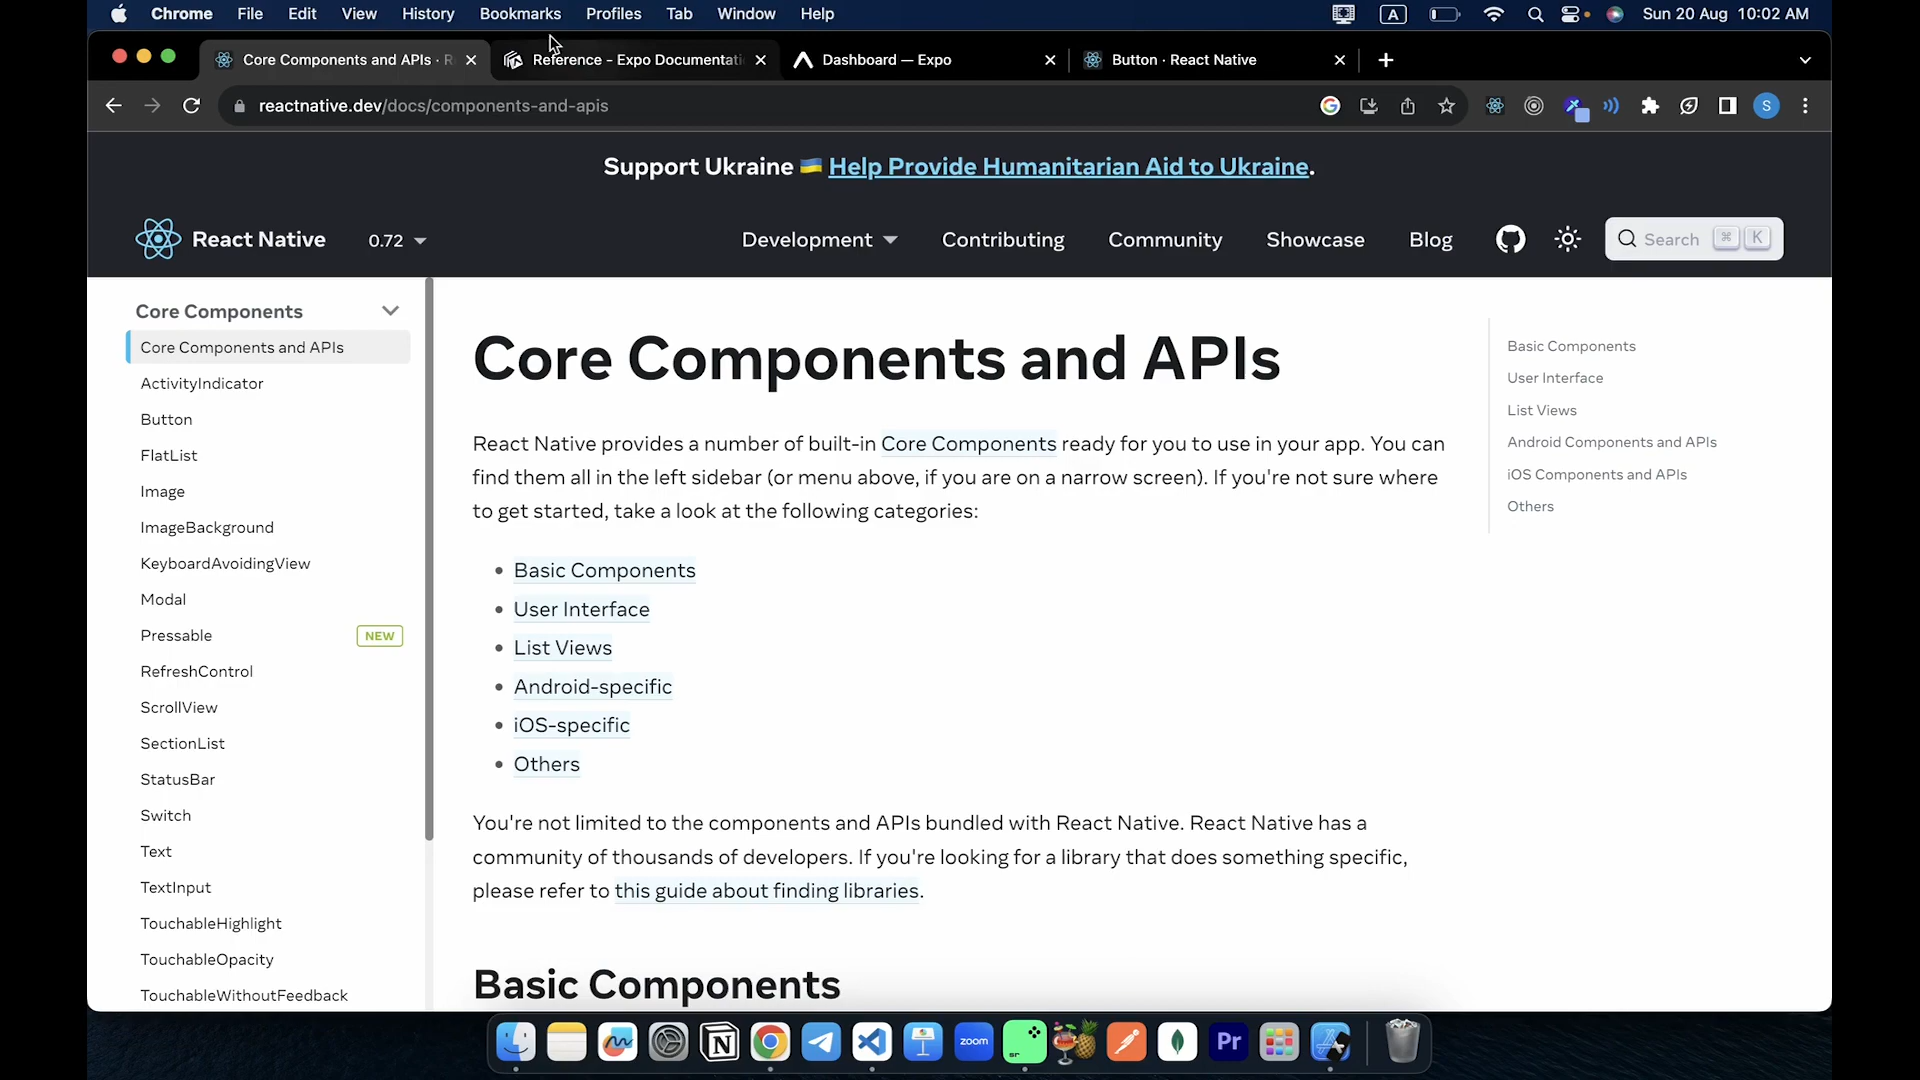 Chrome File Edit View History Bookmarks Profiles Tab Window Help A Sun 20 Aug 10:02 AM
Core Components and APIs · R Reference - Expo Documentati Dashboard — Expo Button · React Native
reactnative.dev/docs/components-and-apis S
Support Ukraine 🇺🇦 Help Provide Humanitarian Aid to Ukraine.
React Native 0.72 Development Contributing Community Showcase Blog Search ⌘ K
Core Components
Core Components and APIs
ActivityIndicator
Button
FlatList
Image
ImageBackground
KeyboardAvoidingView
Modal
Pressable NEW
RefreshControl
ScrollView
SectionList
StatusBar
Switch
Text
TextInput
TouchableHighlight
TouchableOpacity
TouchableWithoutFeedback
Core Components and APIs
React Native provides a number of built-in Core Components ready for you to use in your app. You can
find them all in the left sidebar (or menu above, if you are on a narrow screen). If you're not sure where
to get started, take a look at the following categories:
• Basic Components
• User Interface
• List Views
• Android-specific
• iOS-specific
• Others
You're not limited to the components and APIs bundled with React Native. React Native has a
community of thousands of developers. If you're looking for a library that does something specific,
please refer to this guide about finding libraries.
Basic Components
Basic Components
User Interface
List Views
Android Components and APIs
iOS Components and APIs
Others
zoom sr Pr